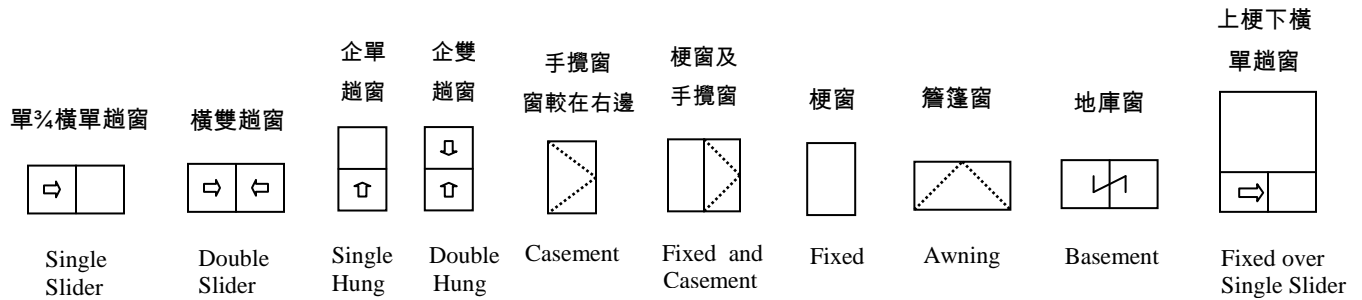 單¾橫單趟窗
橫雙趟窗
企單
趟窗
企雙
趟窗
手攪窗
窗較在右邊
梗窗及
手攪窗
梗窗
簷篷窗
地庫窗
上梗下橫
單趟窗
Single
Slider
Double
Slider
Single
Hung
Double
Hung
Casement
Fixed and
Casement
Fixed
Awning
Basement
Fixed over
Single Slider